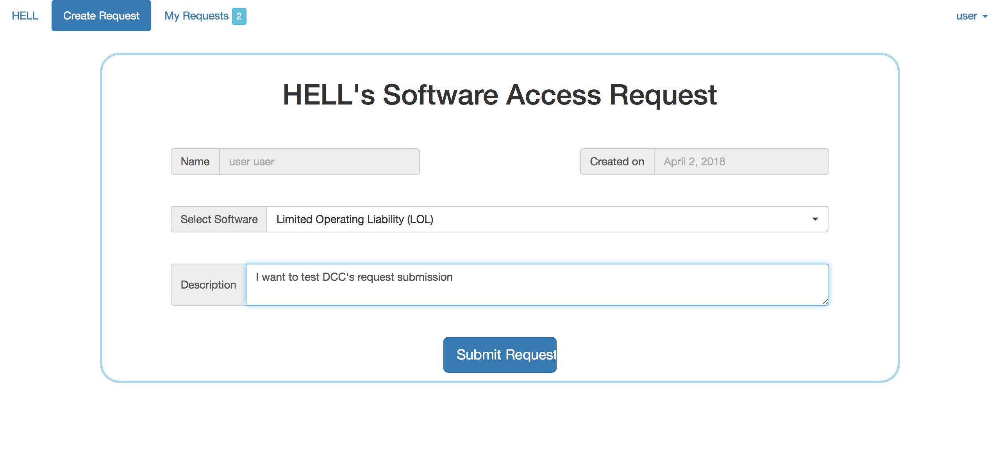 HELL Create Request My Requests 2 user
HELL's Software Access Request
Name user user Created on April 2, 2018
Select Software Limited Operating Liability (LOL)
Description I want to test DCC's request submission
Submit Request